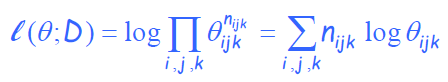 ℓ(θ;D) = log ∏_{i,j,k} θ_{ijk}^{n_{ijk}} = ∑_{i,j,k} n_{ijk} log θ_{ijk}